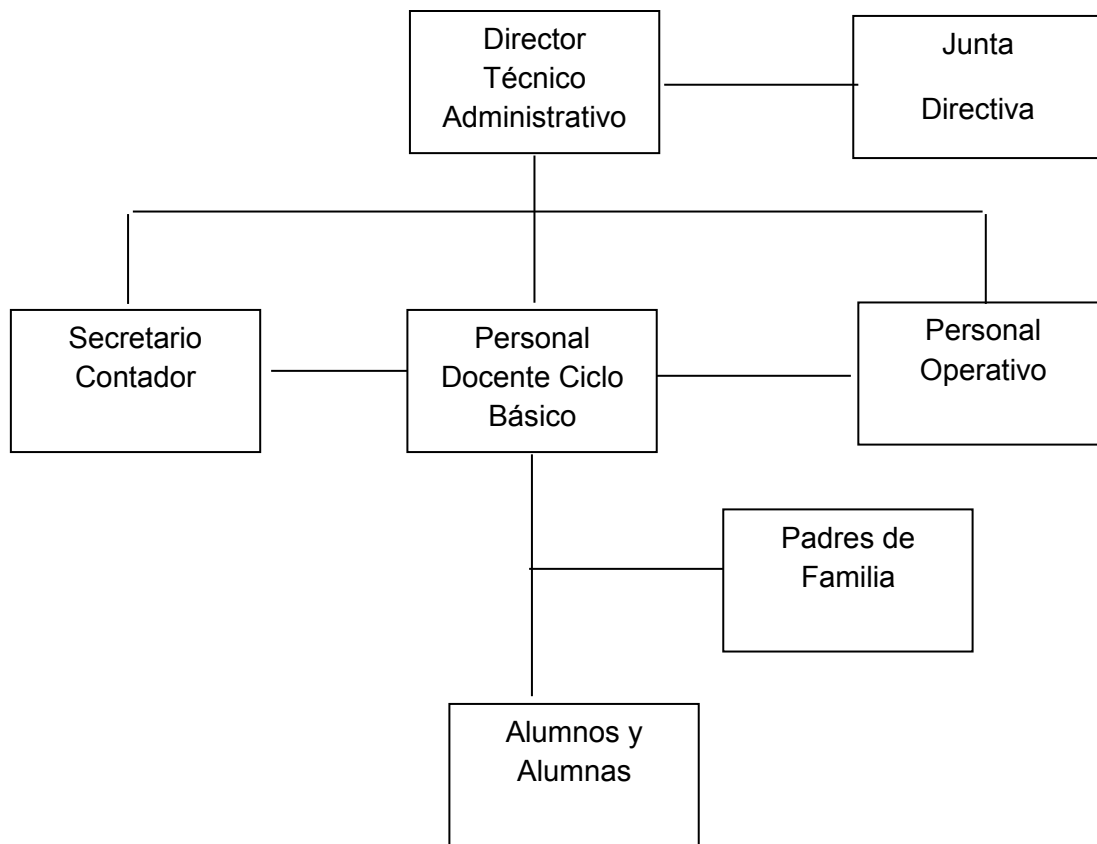 Director
Técnico
Administrativo
Junta
Directiva
Secretario
Contador
Personal
Docente Ciclo
Básico
Personal
Operativo
Padres de
Familia
Alumnos y
Alumnas